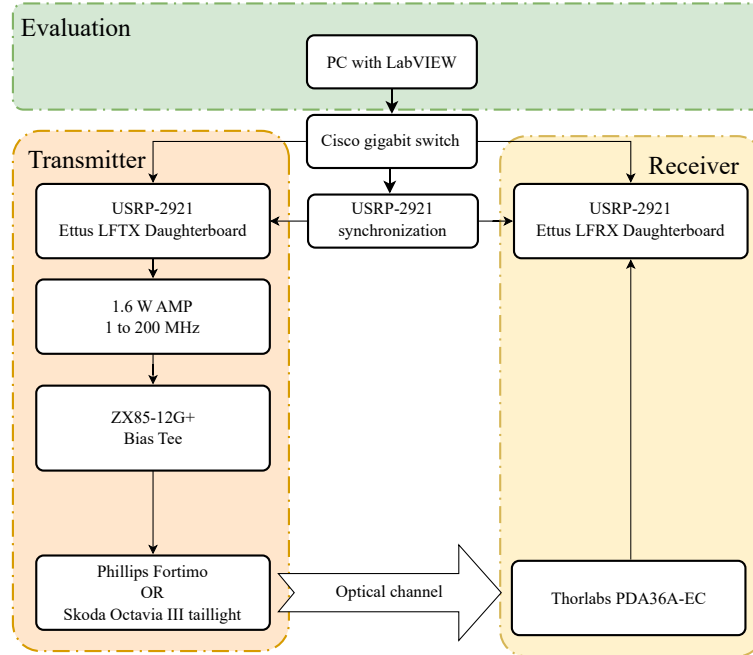 Evaluation
PC with LabVIEW
Cisco gigabit switch
Transmitter
Receiver
USRP-2921
Ettus LFTX Daughterboard
USRP-2921
synchronization
USRP-2921
Ettus LFRX Daughterboard
1.6 W AMP
1 to 200 MHz
ZX85-12G+
Bias Tee
Phillips Fortimo
OR
Skoda Octavia III taillight
Optical channel
Thorlabs PDA36A-EC